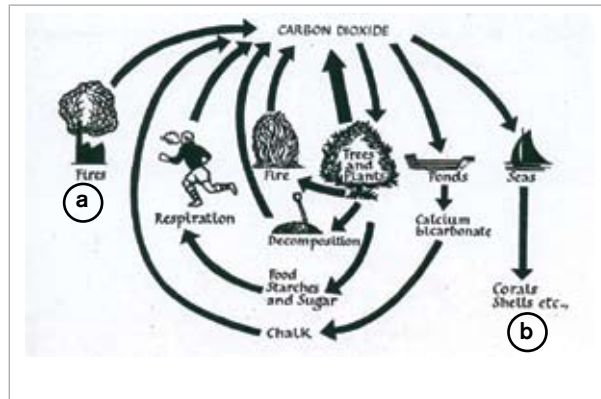 CARBON DIOXIDE
Fires
a
Respiration
Fire
Trees
and
Plants
Decomposition
Ponds
Seas
Calcium
bicarbonate
Food
Starches
and Sugar
Chalk
Corals
Shells etc.,
b